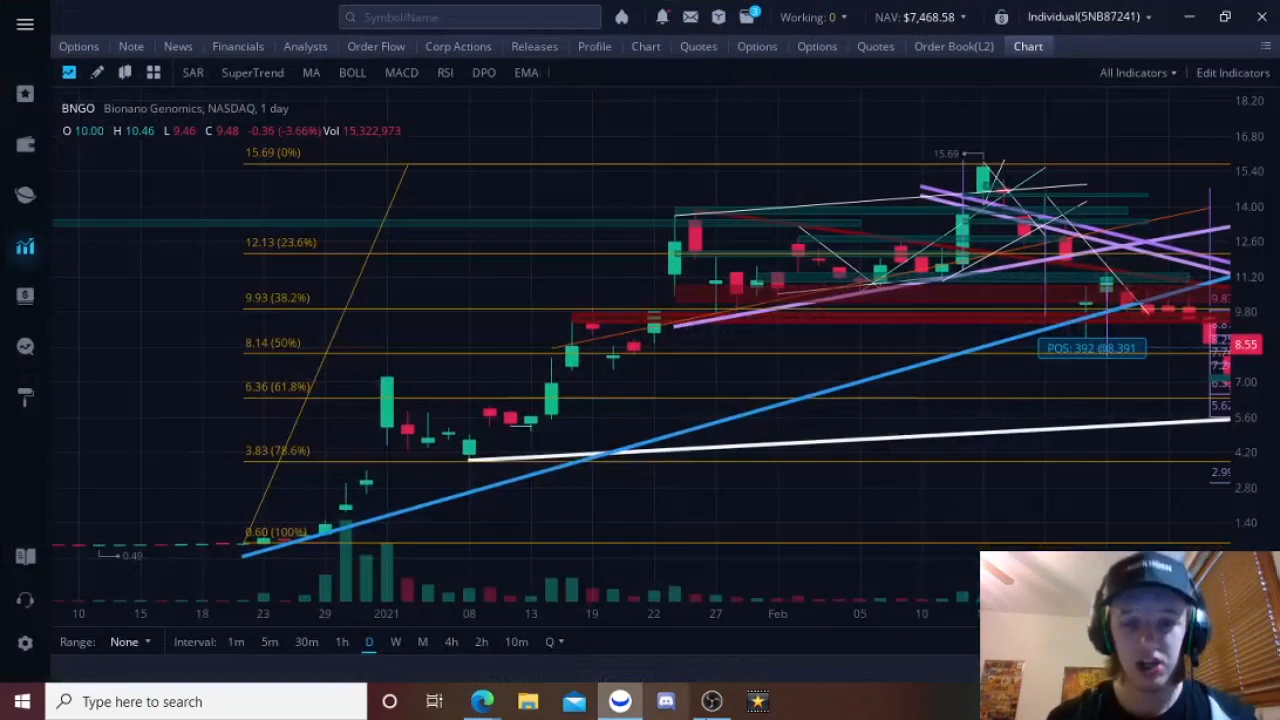 Symbol/Name
3
Working: 0
NAV: $7,468.58
Individual(5NB87241)
Options Note News Financials Analysts Order Flow Corp Actions Releases Profile Chart Quotes Options Options Quotes Order Book(L2) Chart
SAR SuperTrend MA BOLL MACD RSI DPO EMA All Indicators Edit Indicators
BNGO Bionano Genomics, NASDAQ, 1 day
O 10.00 H 10.46 L 9.46 C 9.48 -0.36 (-3.66%) Vol 15,322,973
18.20
16.80
15.69 (0%)
15.69
15.40
14.00
12.13 (23.6%)
12.60
11.20
9.93 (38.2%)
9.80
8.14 (50%)
POS: 392 @8.391
8.55
7.00
6.36 (61.8%)
5.60
3.83 (78.6%)
4.20
2.99
2.80
0.60 (100%)
1.40
0.49
10 15 18 23 29 2021 08 13 19 22 27 Feb 05 10
Range: None Interval: 1m 5m 30m 1h D W M 4h 2h 10m Q
Type here to search